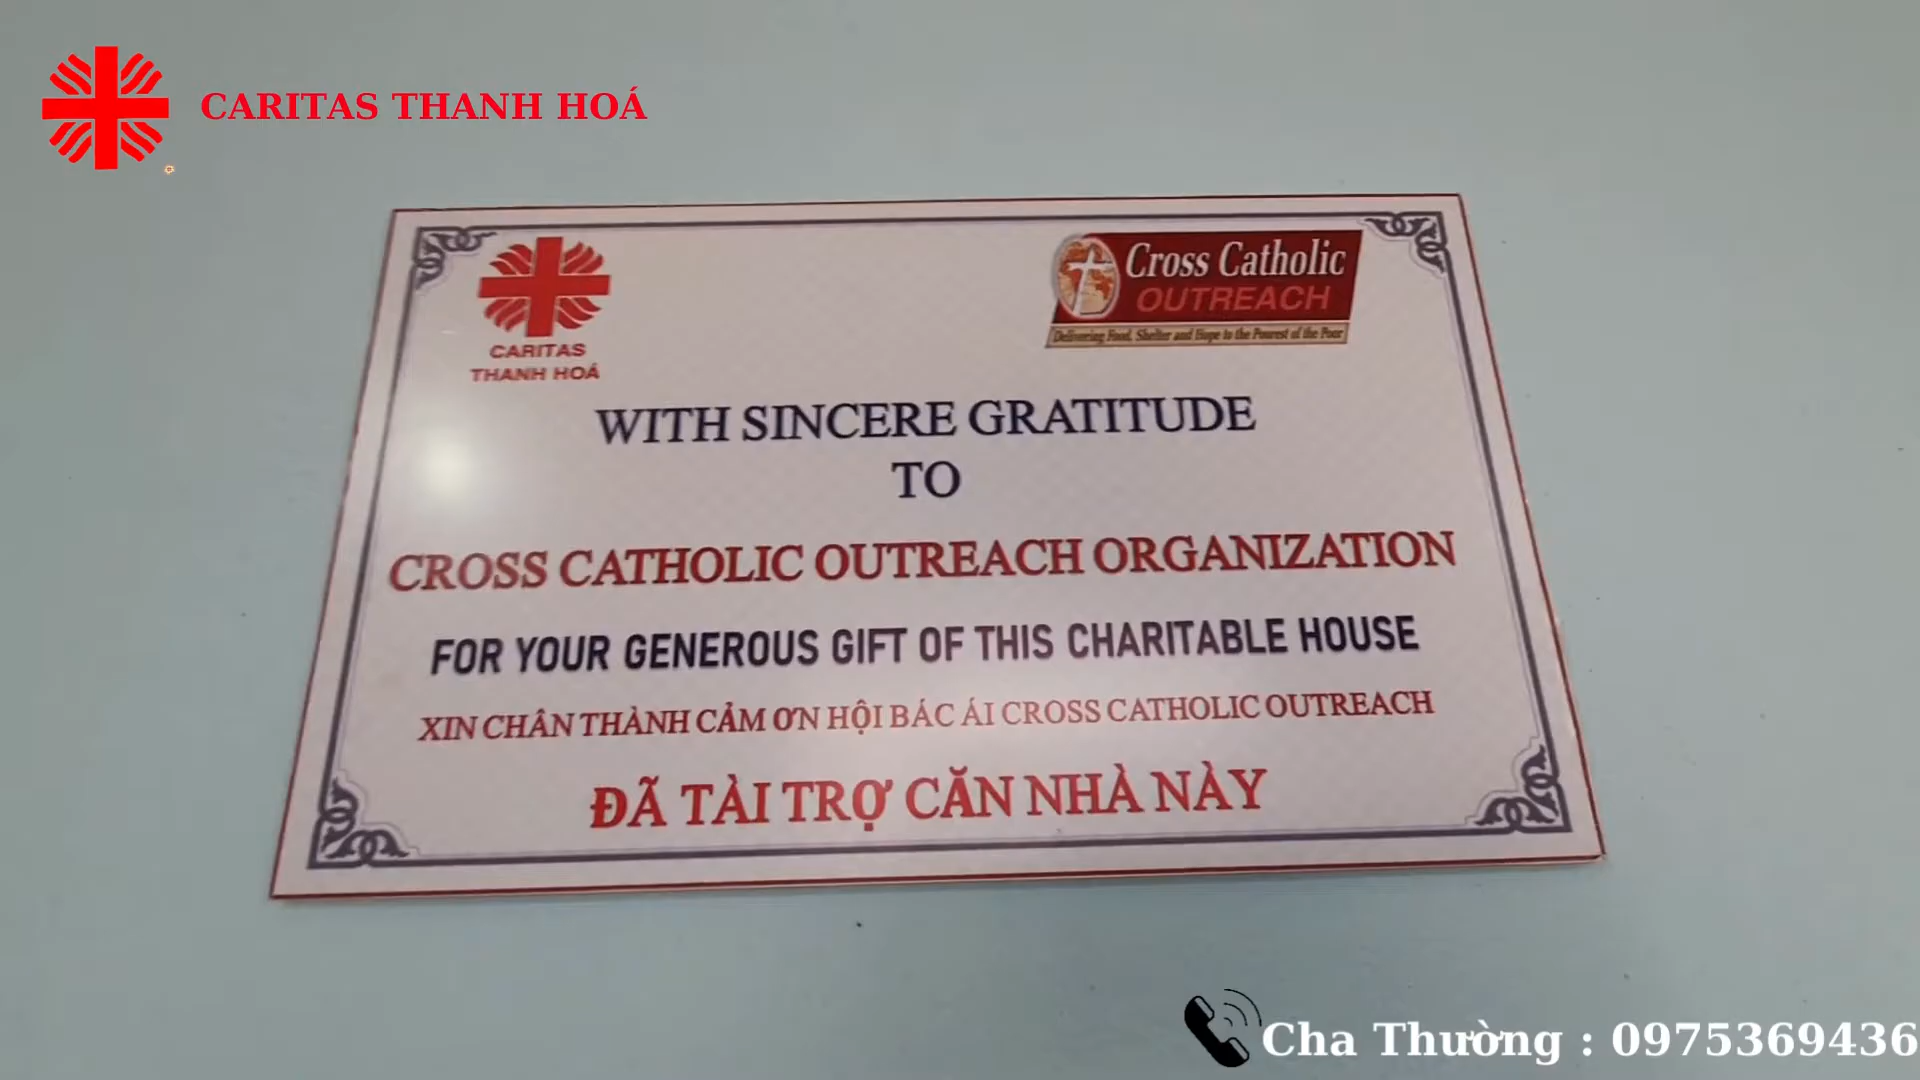 CARITAS THANH HOÁ
CARITAS
THANH HOÁ
Cross Catholic
OUTREACH
Delivering Food, Shelter and Hope to the Poorest of the Poor
WITH SINCERE GRATITUDE
TO
CROSS CATHOLIC OUTREACH ORGANIZATION
FOR YOUR GENEROUS GIFT OF THIS CHARITABLE HOUSE
XIN CHÂN THÀNH CẢM ƠN HỘI BÁC ÁI CROSS CATHOLIC OUTREACH
ĐÃ TÀI TRỢ CĂN NHÀ NÀY
Cha Thường : 0975369436